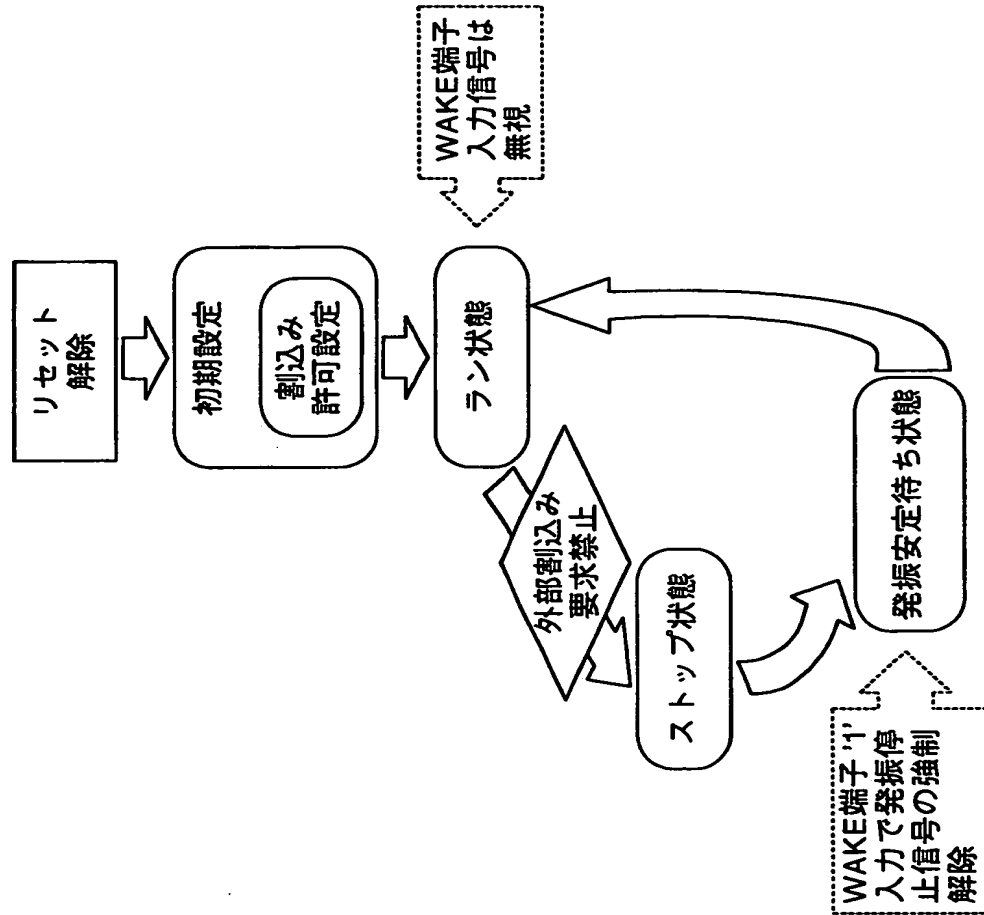 リセット
解除
初期設定
割込み
許可設定
ラン状態
WAKE端子
入力信号は
無視
外部割込み
要求禁止
ストップ状態
発振安定待ち状態
WAKE端子 '1'
入力で発振停
止信号の強制
解除